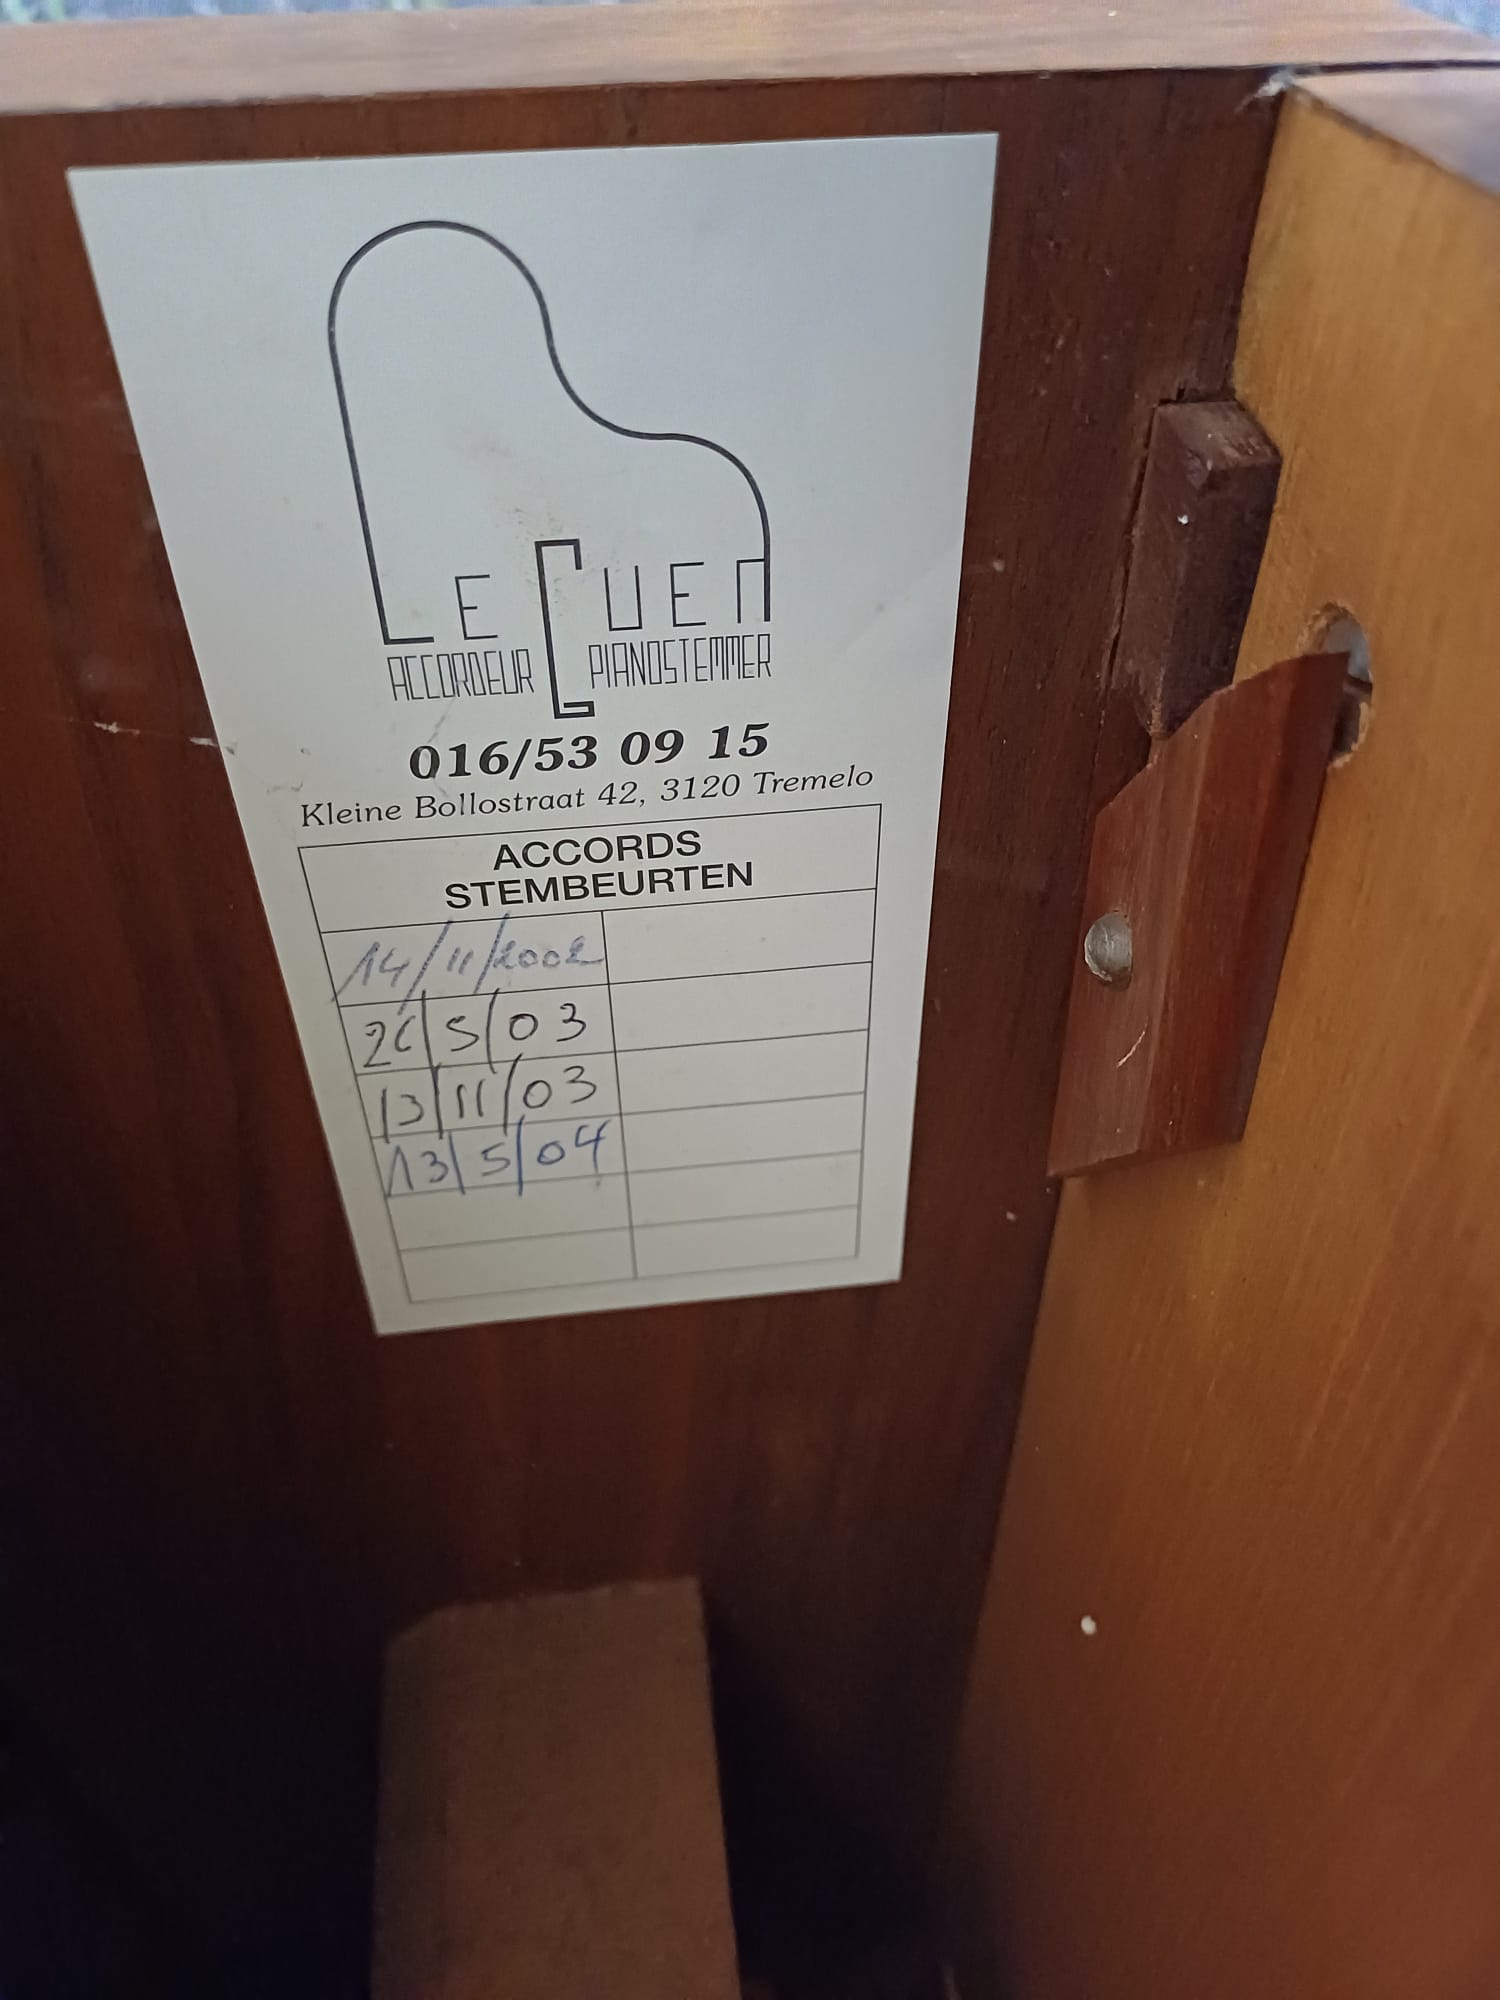 LE GUEN
ACCORDEUR PIANOSTEMMER
016/53 09 15
Kleine Bollostraat 42, 3120 Tremelo
ACCORDS
STEMBEURTEN
14/11/2002
26/5/03
13/11/03
13/5/04